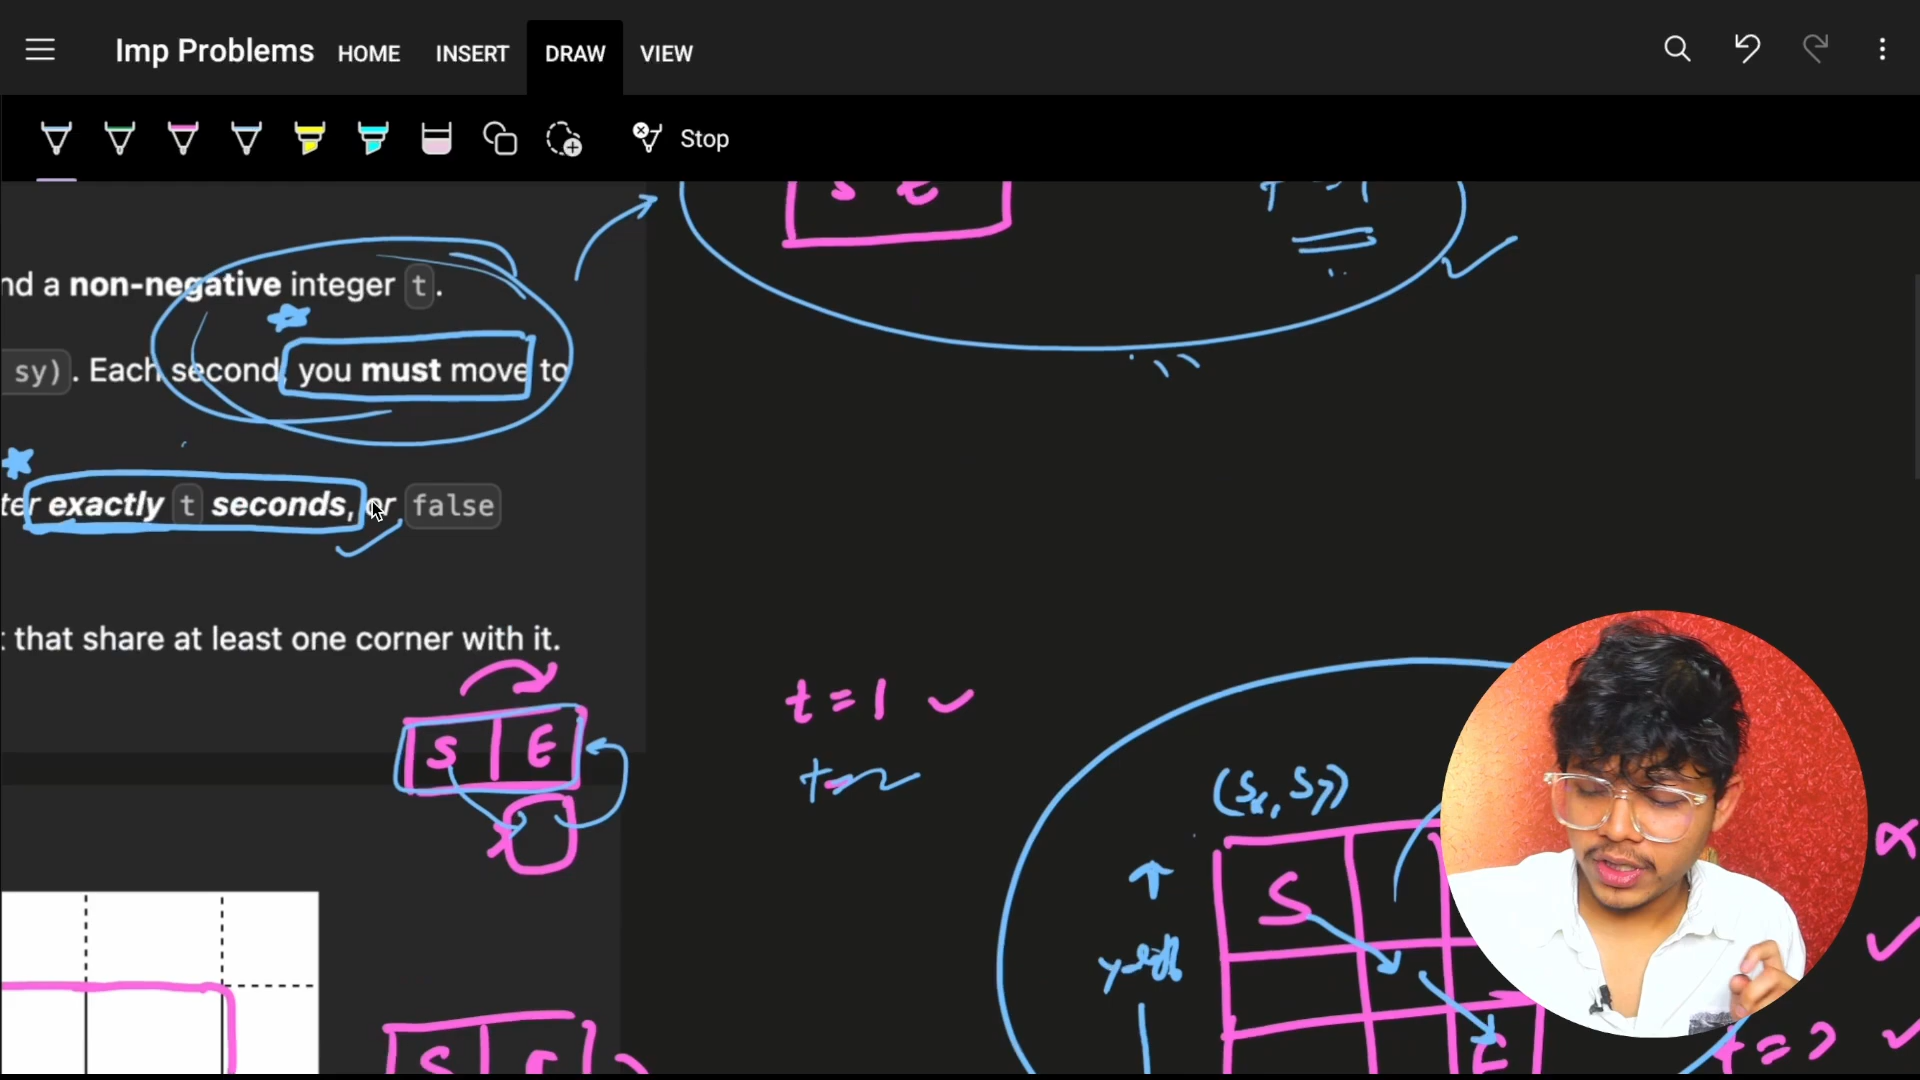 Imp Problems HOME INSERT DRAW VIEW
Stop
S E
nd a non-negative integer t.
sy). Each second, you must move to
ter exactly t seconds, or false
t that share at least one corner with it.
t = 1
S E
(Sx, Sy)
S
y-diff
E
S